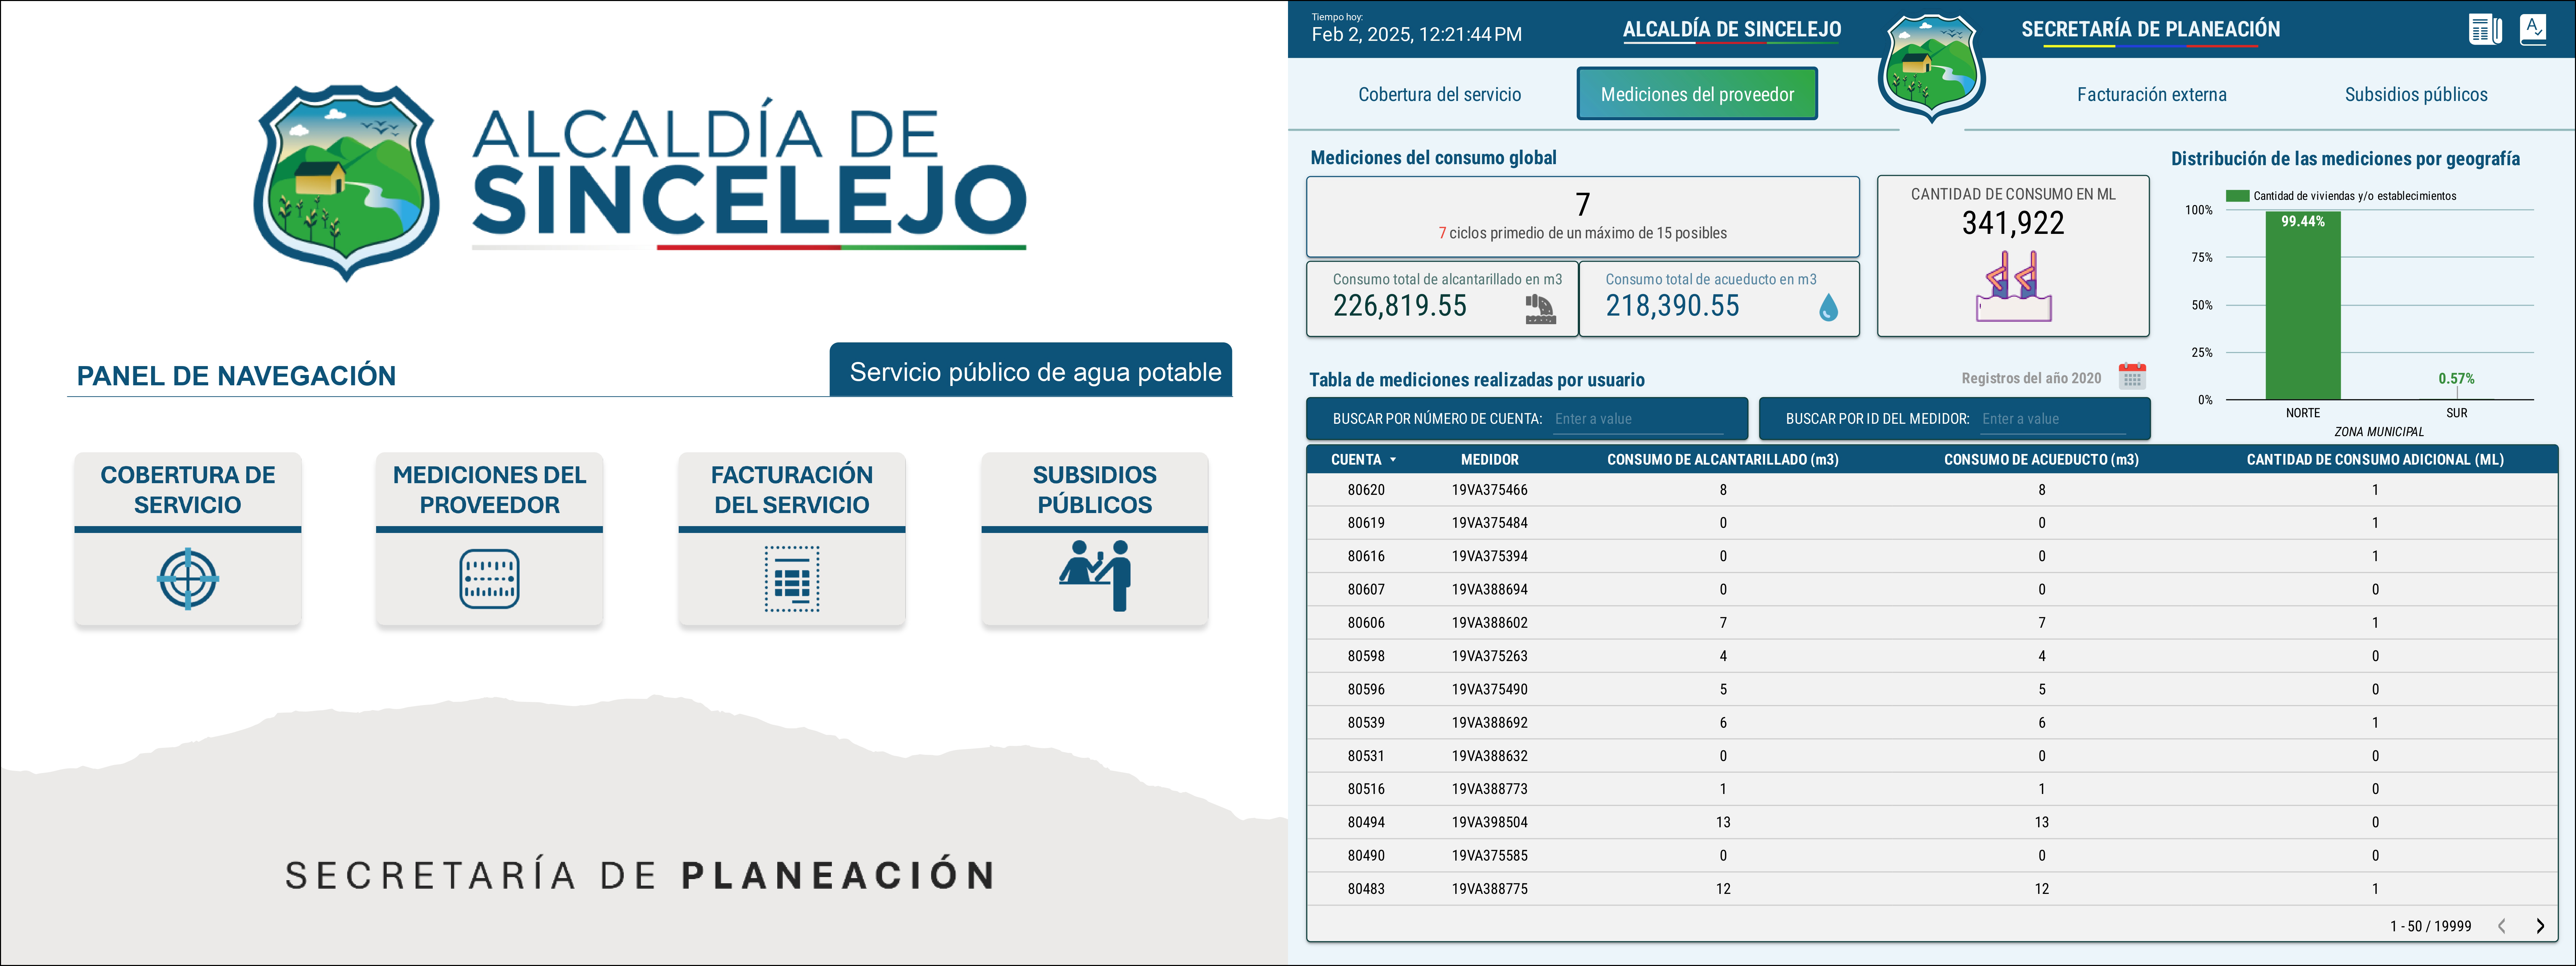 ALCALDÍA DE
SINCELEJO
PANEL DE NAVEGACIÓN
Servicio público de agua potable
COBERTURA DE
SERVICIO
MEDICIONES DEL
PROVEEDOR
FACTURACIÓN
DEL SERVICIO
SUBSIDIOS
PÚBLICOS
SECRETARÍA DE PLANEACIÓN
Tiempo hoy:
Feb 2, 2025, 12:21:44 PM
ALCALDÍA DE SINCELEJO
SECRETARÍA DE PLANEACIÓN
Cobertura del servicio
Mediciones del proveedor
Facturación externa
Subsidios públicos
Mediciones del consumo global
7
7 ciclos primedio de un máximo de 15 posibles
Consumo total de alcantarillado en m3
226,819.55
Consumo total de acueducto en m3
218,390.55
CANTIDAD DE CONSUMO EN ML
341,922
Distribución de las mediciones por geografía
Cantidad de viviendas y/o establecimientos
100%
99.44%
75%
50%
25%
0.57%
0%
NORTE SUR
ZONA MUNICIPAL
Tabla de mediciones realizadas por usuario
Registros del año 2020
BUSCAR POR NÚMERO DE CUENTA: Enter a value
BUSCAR POR ID DEL MEDIDOR: Enter a value
CUENTA MEDIDOR CONSUMO DE ALCANTARILLADO (m3) CONSUMO DE ACUEDUCTO (m3) CANTIDAD DE CONSUMO ADICIONAL (ML)
80620 19VA375466 8 8 1
80619 19VA375484 0 0 1
80616 19VA375394 0 0 1
80607 19VA388694 0 0 0
80606 19VA388602 7 7 1
80598 19VA375263 4 4 0
80596 19VA375490 5 5 0
80539 19VA388692 6 6 1
80531 19VA388632 0 0 0
80516 19VA388773 1 1 0
80494 19VA398504 13 13 0
80490 19VA375585 0 0 0
80483 19VA388775 12 12 1
1 - 50 / 19999